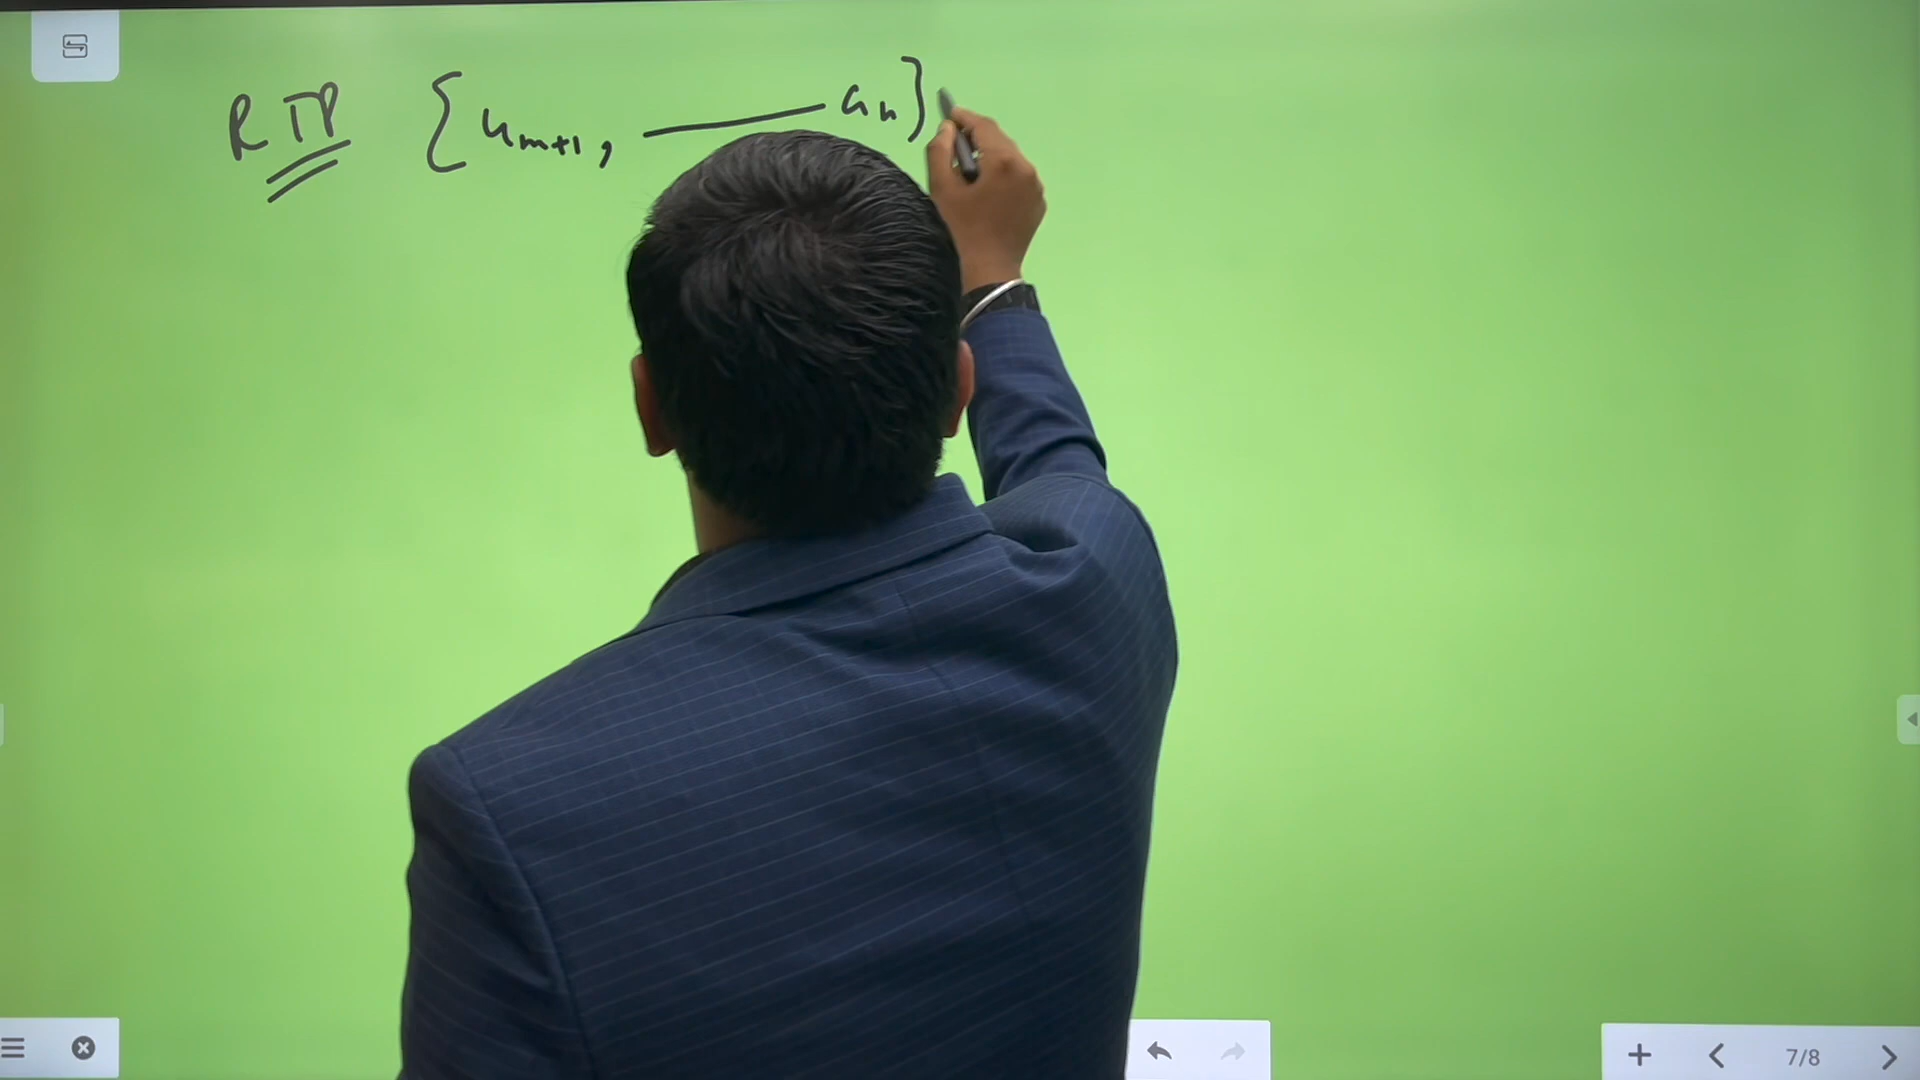 RTP {u_{m+1}, —— u_n}
7/8